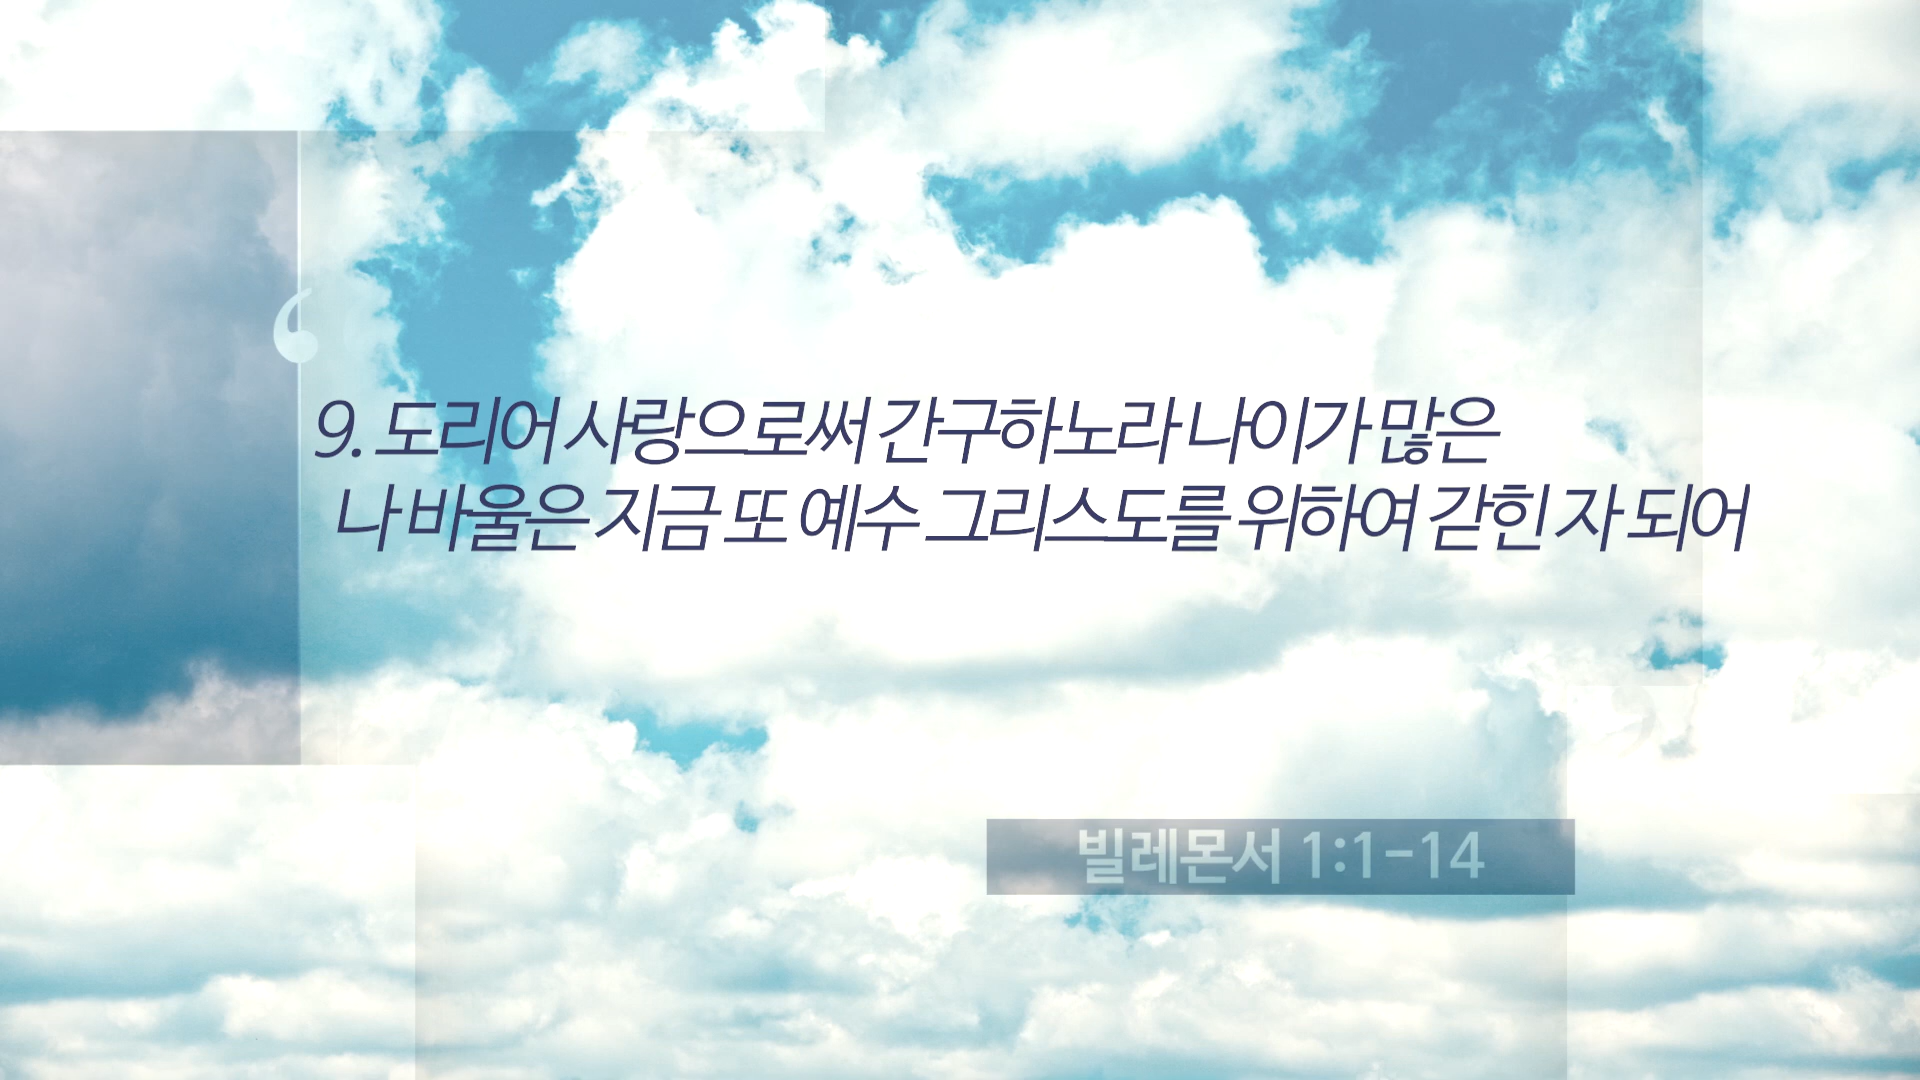 ‘
9. 도리어 사랑으로써 간구하노라 나이가 많은
나 바울은 지금 또 예수 그리스도를 위하여 갇힌 자 되어
빌레몬서 1:1-14